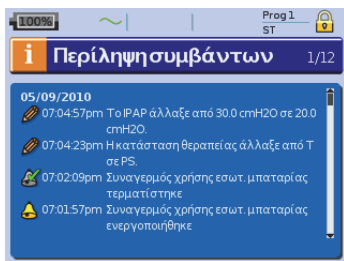 100%
Prog 1
ST
i Περίληψη συμβάντων 1/12
05/09/2010
07:04:57pm Το IPAP άλλαξε από 30.0 cmH2O σε 20.0
cmH2O.
07:04:23pm Η κατάσταση θεραπείας άλλαξε από T
σε PS.
07:02:09pm Συναγερμός χρήσης εσωτ. μπαταρίας
τερματίστηκε
07:01:57pm Συναγερμός χρήσης εσωτ. μπαταρίας
ενεργοποιήθηκε